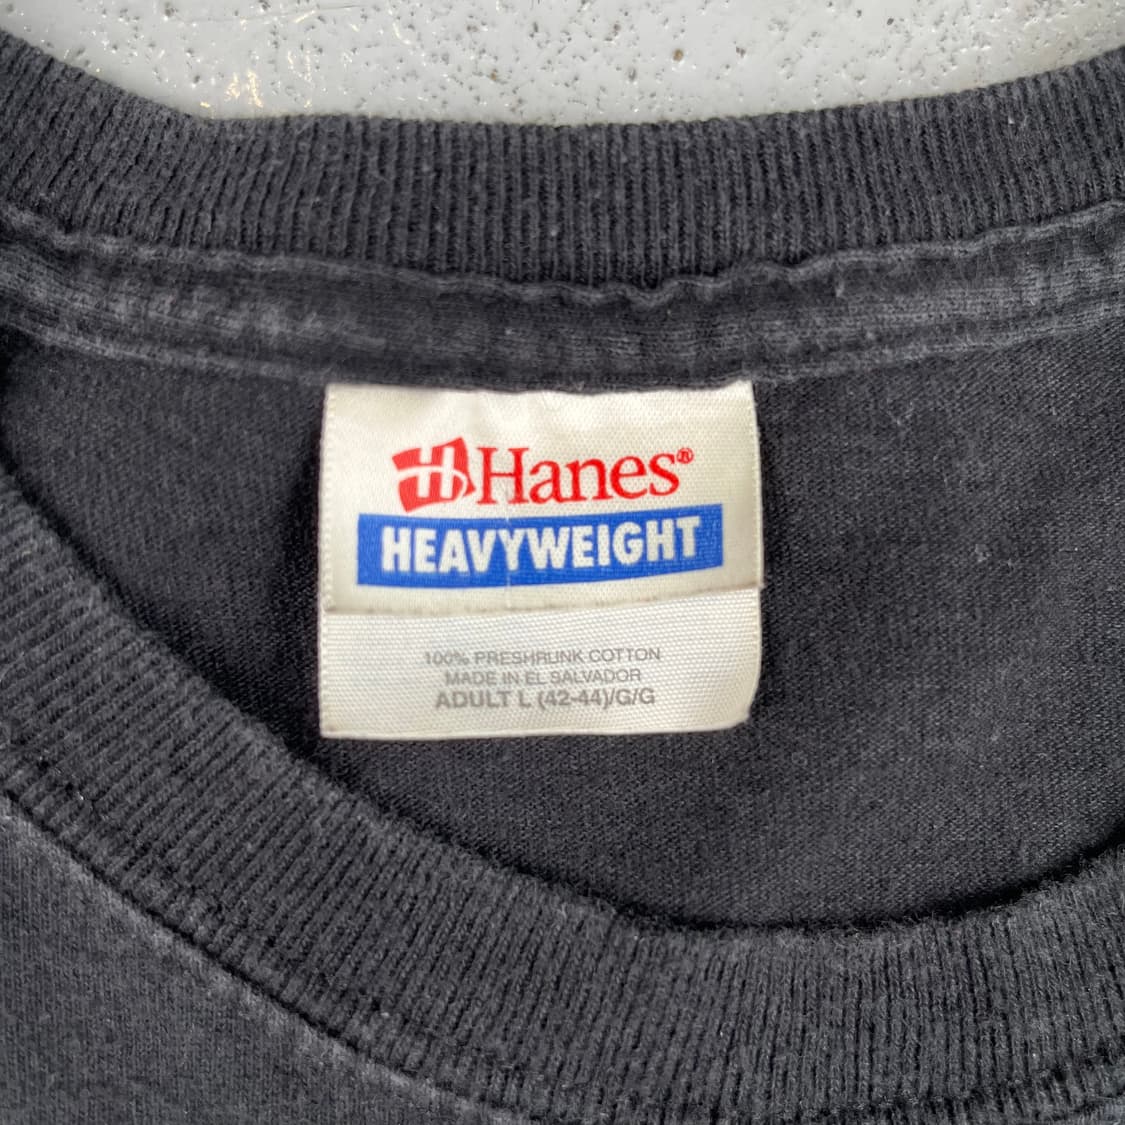 H Hanes®
HEAVYWEIGHT
100% PRESHRUNK COTTON
MADE IN EL SALVADOR
ADULT L (42-44)/G/G